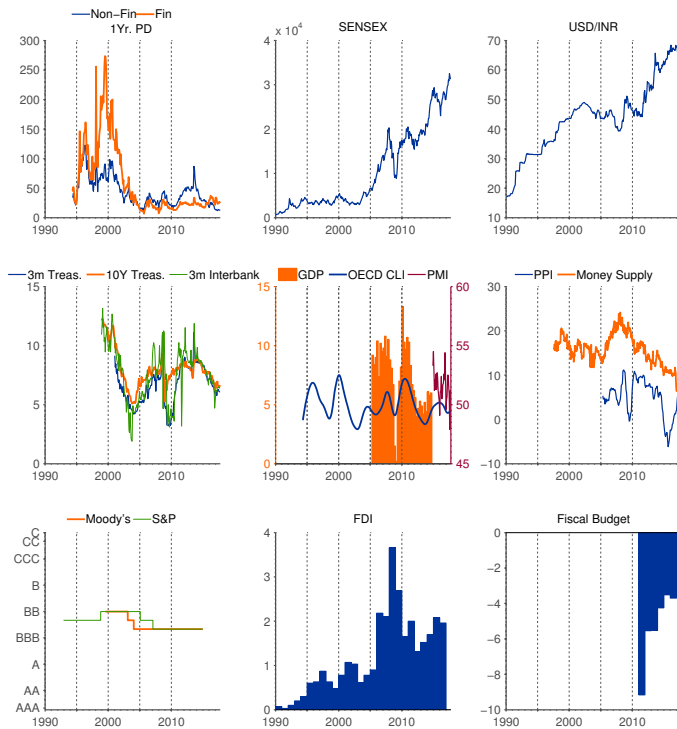 Non-Fin Fin
1Yr. PD
300
250
200
150
100
50
0
1990 2000 2010
SENSEX
x 10⁴
4
3
2
1
0
1990 2000 2010
USD/INR
70
60
50
40
30
20
10
1990 2000 2010
3m Treas. 10Y Treas. 3m Interbank
15
10
5
0
1990 2000 2010
GDP OECD CLI PMI
15
10
5
0
60
55
50
45
1990 2000 2010
PPI Money Supply
30
20
10
0
−10
1990 2000 2010
Moody's S&P
C
CC
CCC
B
BB
BBB
A
AA
AAA
1990 2000 2010
FDI
4
3
2
1
0
1990 2000 2010
Fiscal Budget
0
−2
−4
−6
−8
−10
1990 2000 2010